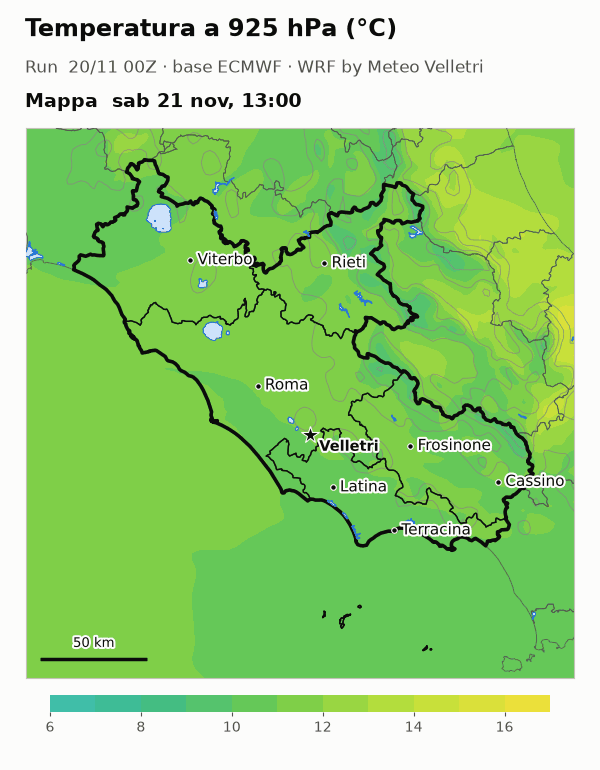 Temperatura a 925 hPa (°C)
Run  20/11 00Z · base ECMWF · WRF by Meteo Velletri
Mappa  sab 21 nov, 13:00
Viterbo
Rieti
Roma
Velletri
Frosinone
Latina
Cassino
Terracina
50 km
6 8 10 12 14 16